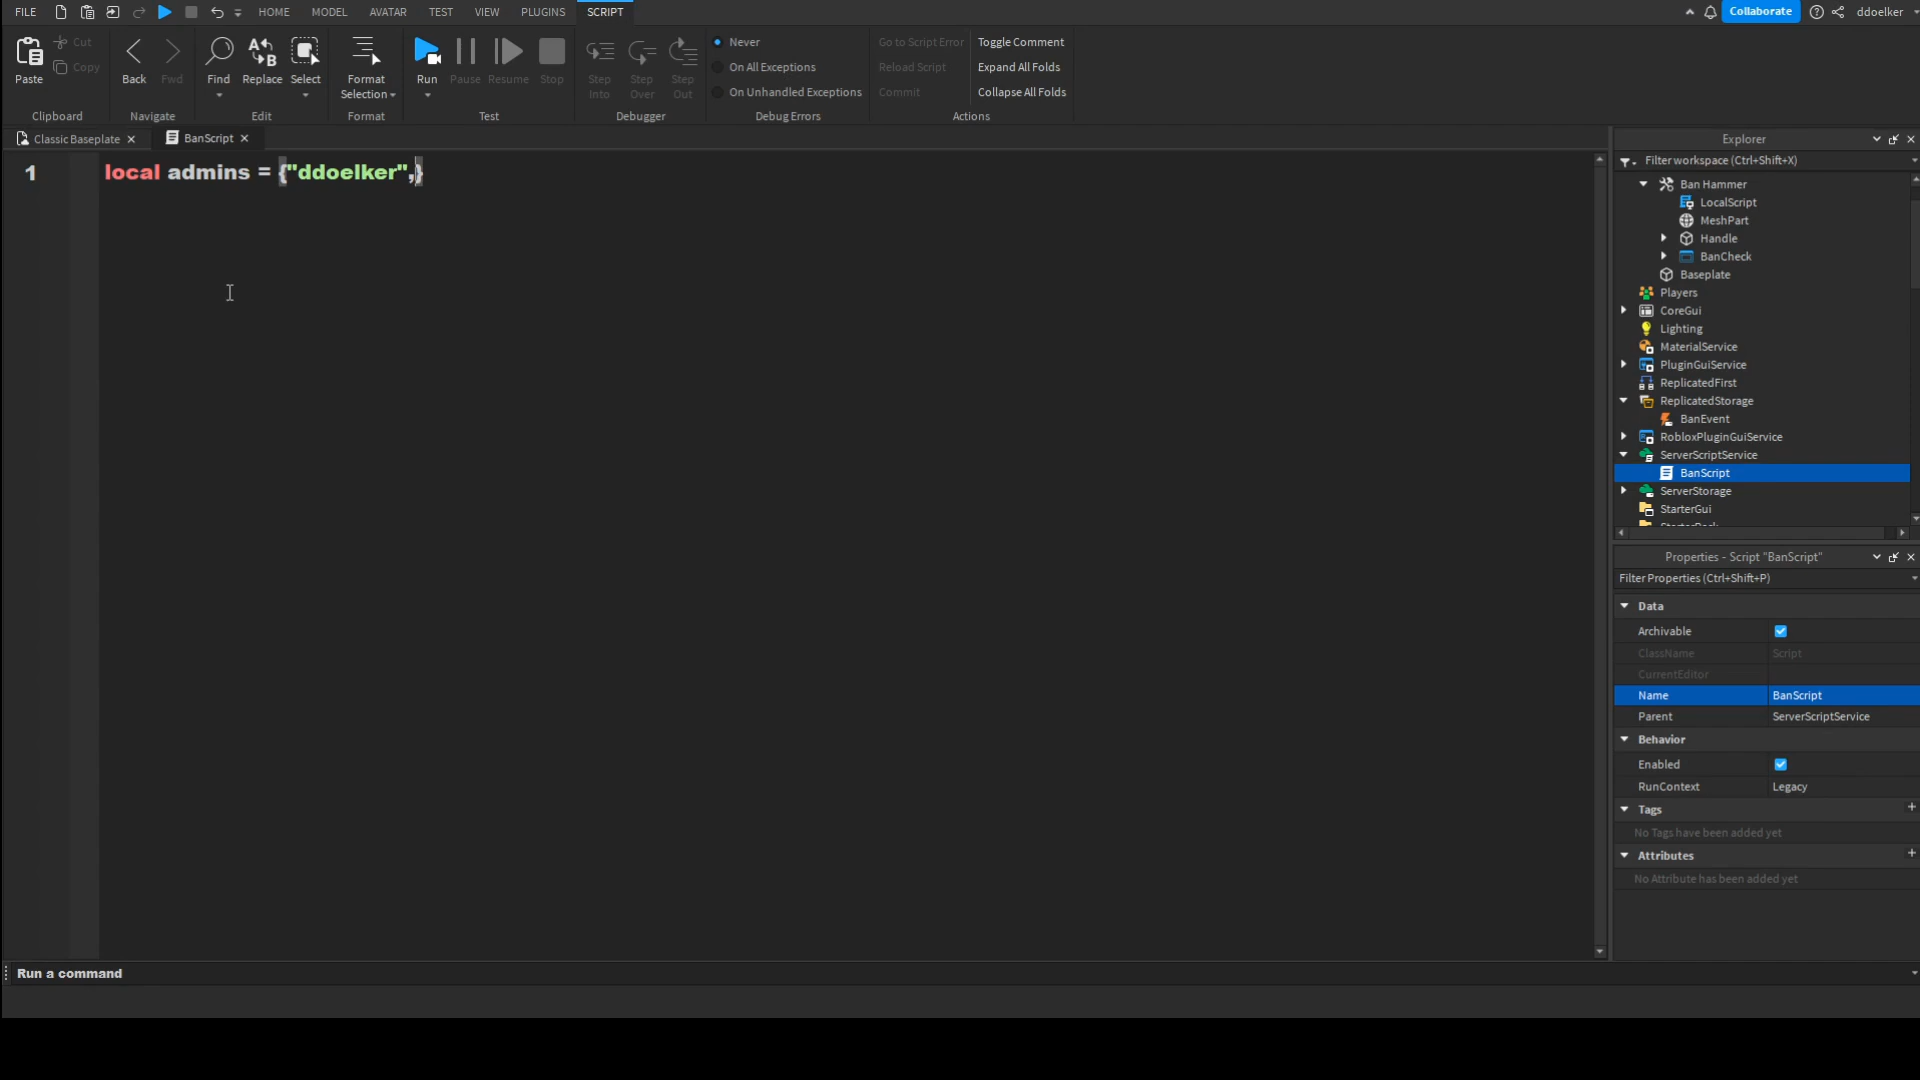 FILE HOME MODEL AVATAR TEST VIEW PLUGINS SCRIPT Collaborate ddoelker
Paste Cut Copy
Back Fwd
Find Replace Select
Format Selection
Run Pause Resume Stop
Step Into
Step Over
Step Out
Never
On All Exceptions
On Unhandled Exceptions
Go to Script Error
Reload Script
Commit
Toggle Comment
Expand All Folds
Collapse All Folds
Clipboard Navigate Edit Format Test Debugger Debug Errors Actions
Classic Baseplate BanScript
1 local admins = {"ddoelker",}
Explorer
Filter workspace (Ctrl+Shift+X)
Ban Hammer
LocalScript
MeshPart
Handle
BanCheck
Baseplate
Players
CoreGui
Lighting
MaterialService
PluginGuiService
ReplicatedFirst
ReplicatedStorage
BanEvent
RobloxPluginGuiService
ServerScriptService
BanScript
ServerStorage
StarterGui
Properties - Script "BanScript"
Filter Properties (Ctrl+Shift+P)
Data
Archivable
ClassName Script
CurrentEditor
Name BanScript
Parent ServerScriptService
Behavior
Enabled
RunContext Legacy
Tags
No Tags have been added yet
Attributes
No Attribute has been added yet
Run a command